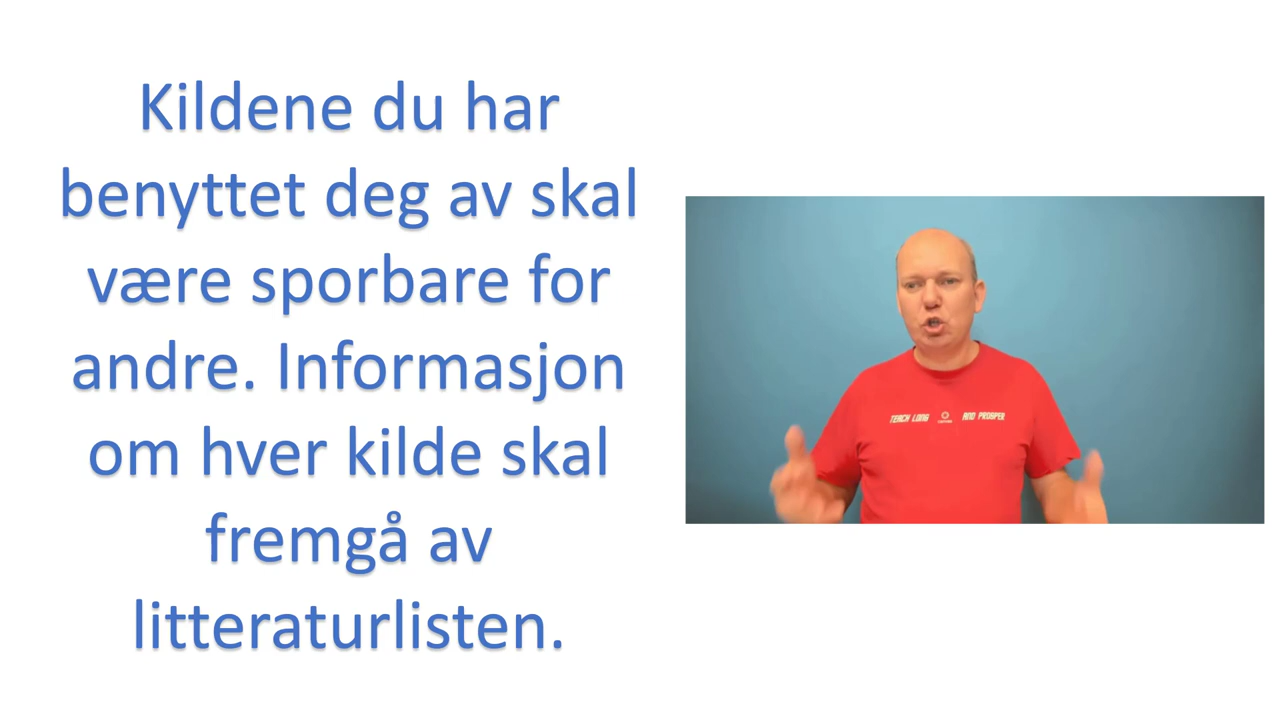 Kildene du har
benyttet deg av skal
være sporbare for
andre. Informasjon
om hver kilde skal
fremgå av
litteraturlisten.
TEACH LONG AND PROSPER